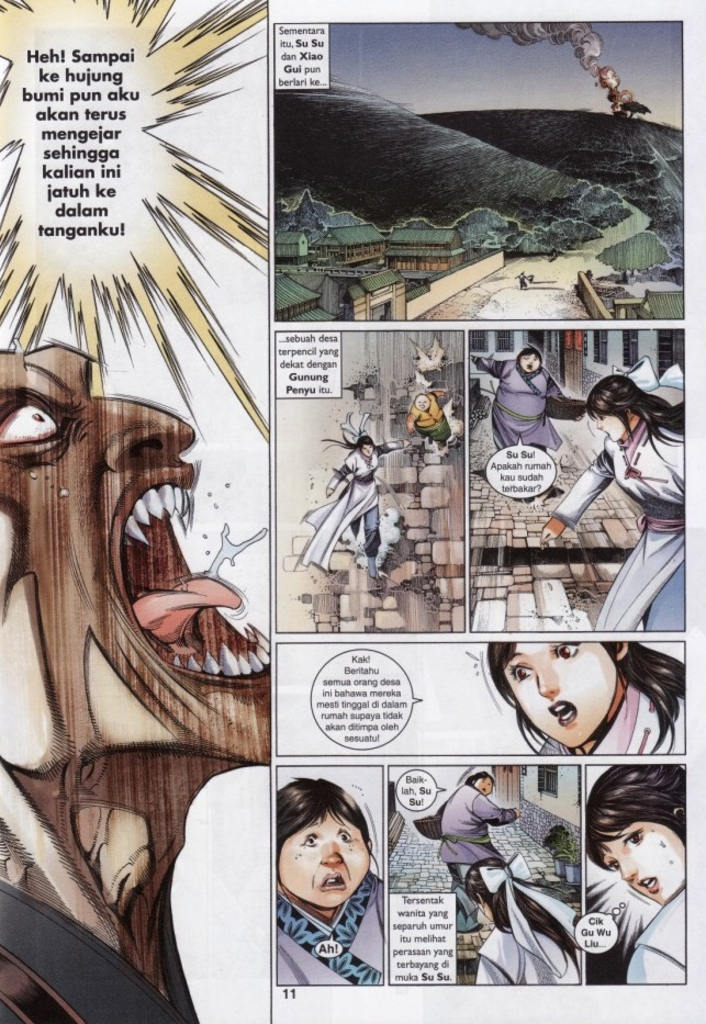 Heh! Sampai
ke hujung
bumi pun aku
akan terus
mengejar
sehingga
kalian ini
jatuh ke
dalam
tanganku!
Sementara
itu, Su Su
dan Xiao
Gui pun
berlari ke...
...sebuah desa
terpencil yang
dekat dengan
Gunung
Penyu itu.
Su Su!
Apakah rumah
kau sudah
terbakar?
Kak!
Beritahu
semua orang desa
ini bahawa mereka
mesti tinggal di dalam
rumah supaya tidak
akan ditimpa oleh
sesuatu!
Ah!
Baik-
lah, Su
Su!
Tersentak
wanita yang
separuh umur
itu melihat
perasaan yang
terbayang di
muka Su Su.
Cik
Gu Wu
Liu...
11